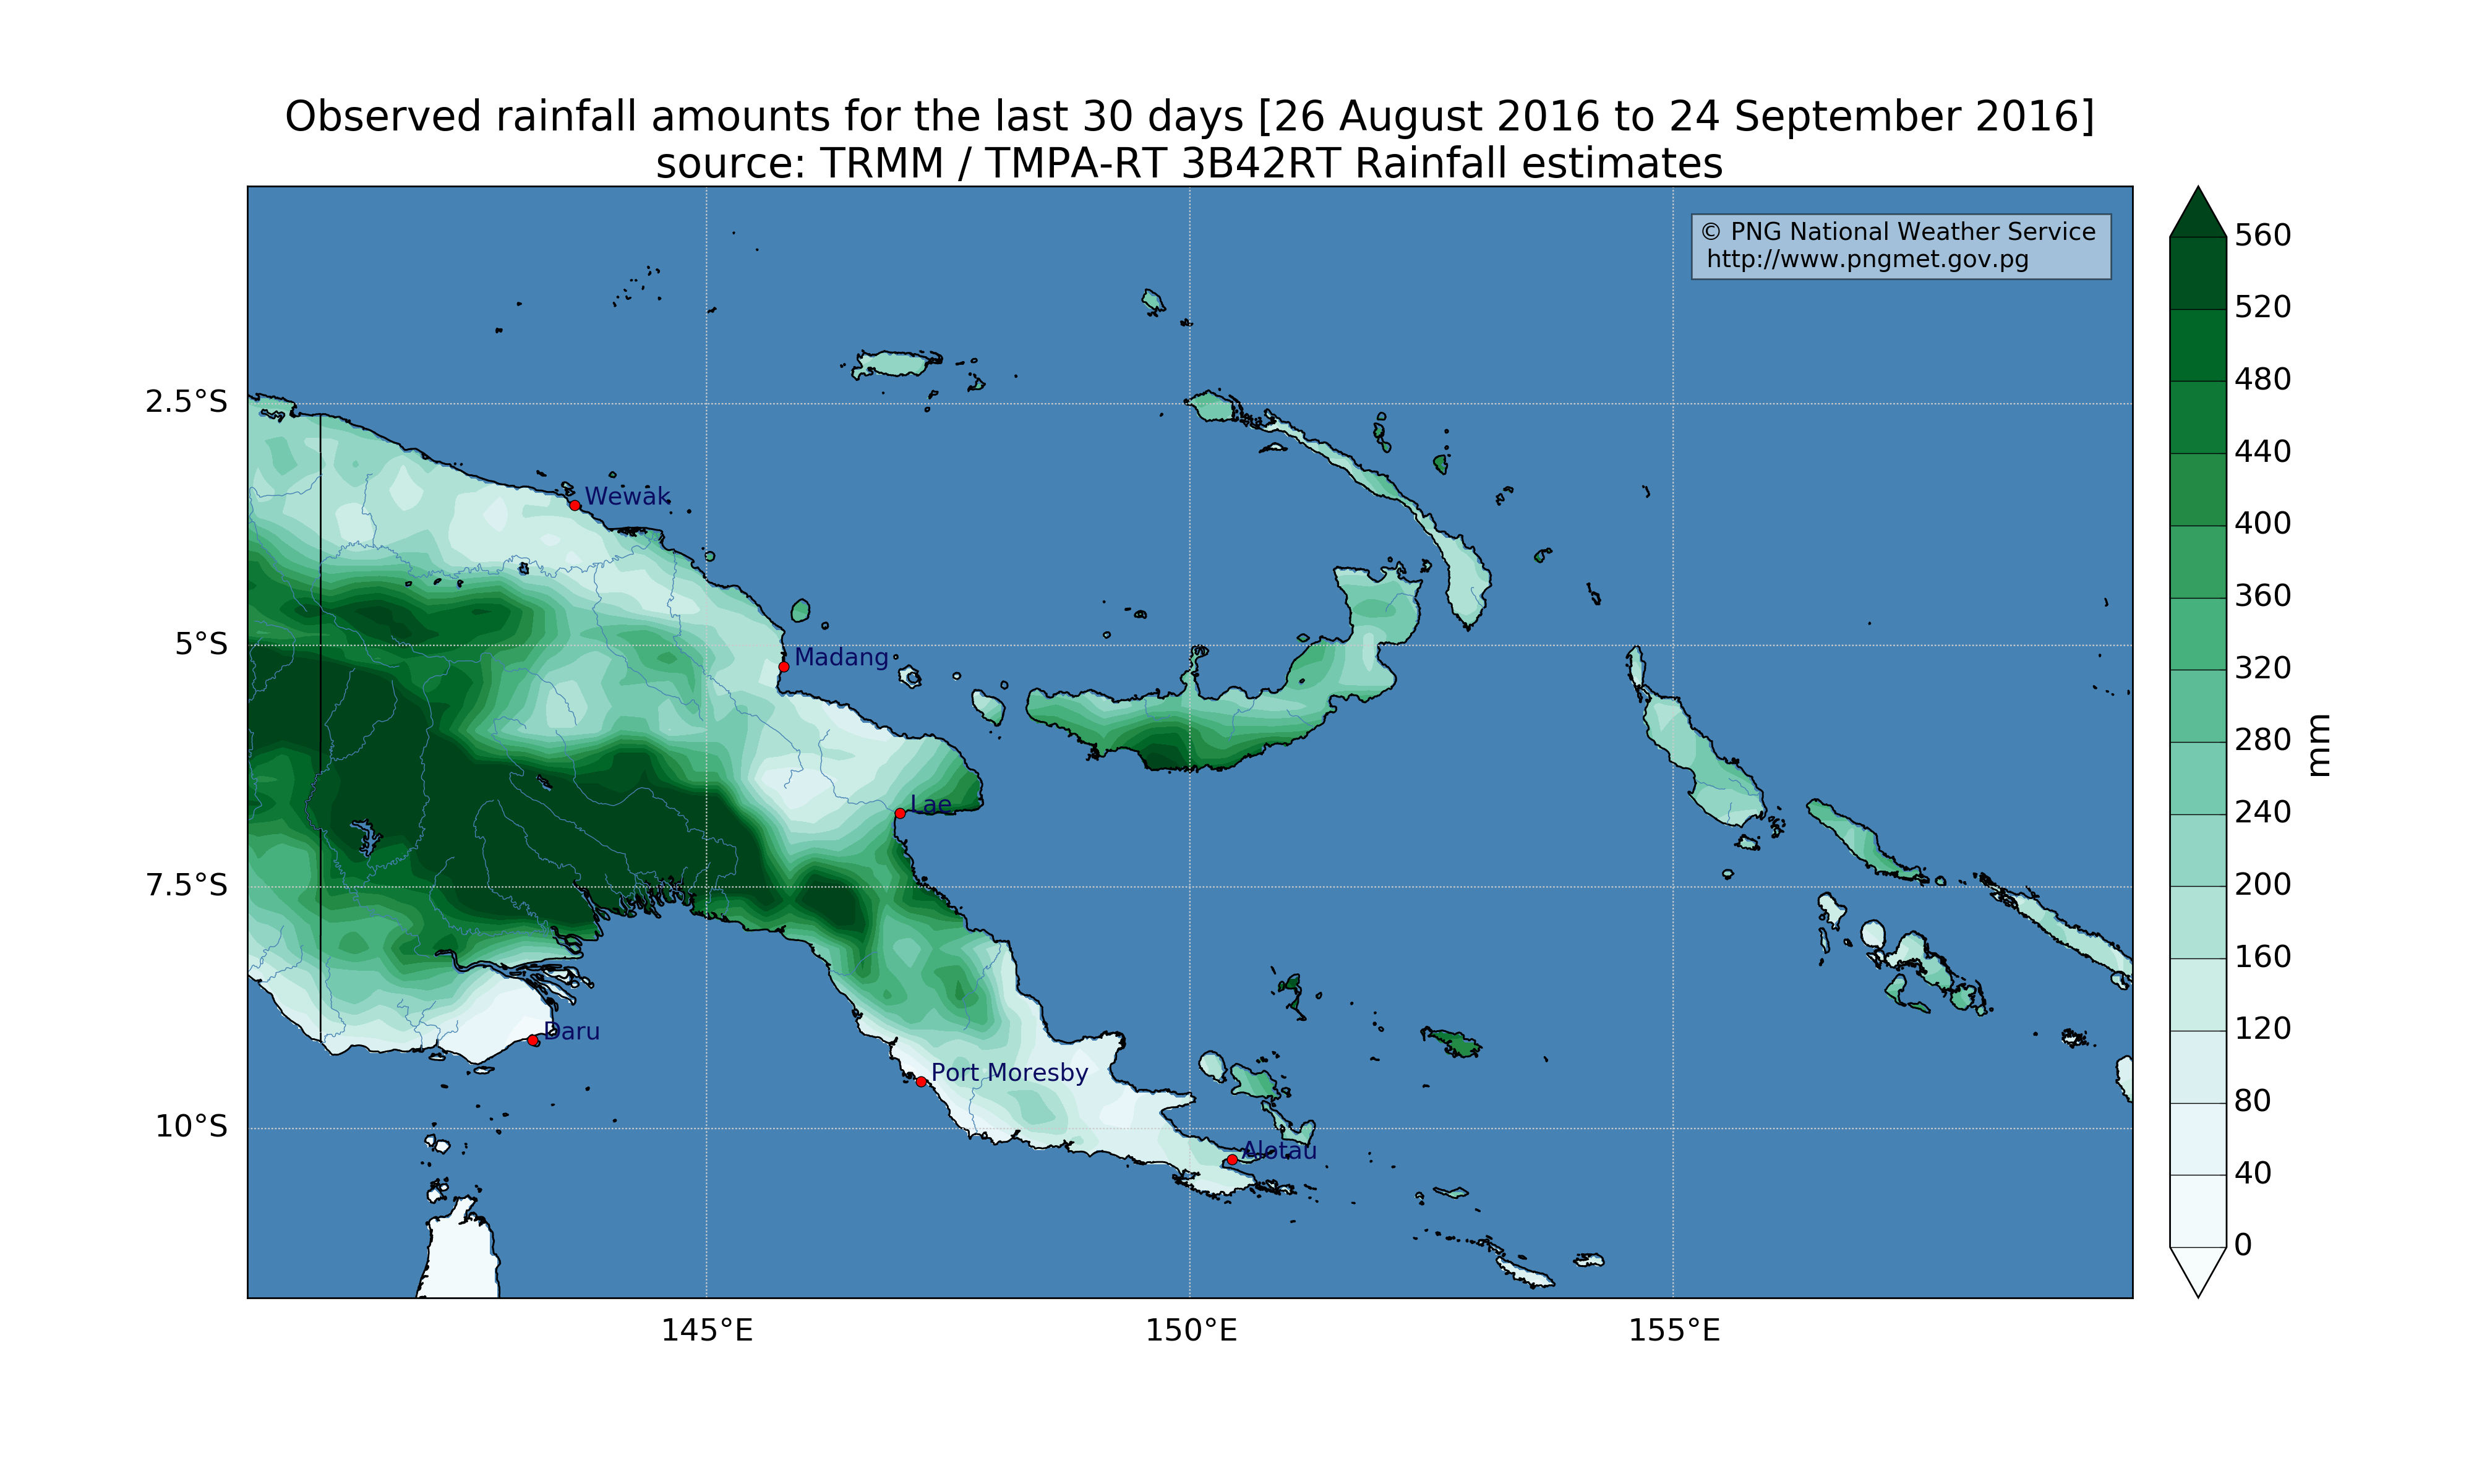 Observed rainfall amounts for the last 30 days [26 August 2016 to 24 September 2016]
source: TRMM / TMPA-RT 3B42RT Rainfall estimates
© PNG National Weather Service
http://www.pngmet.gov.pg
2.5°S
5°S
7.5°S
10°S
Wewak
Madang
Lae
Daru
Port Moresby
Alotau
145°E
150°E
155°E
560
520
480
440
400
360
320
280
240
200
160
120
80
40
0
mm